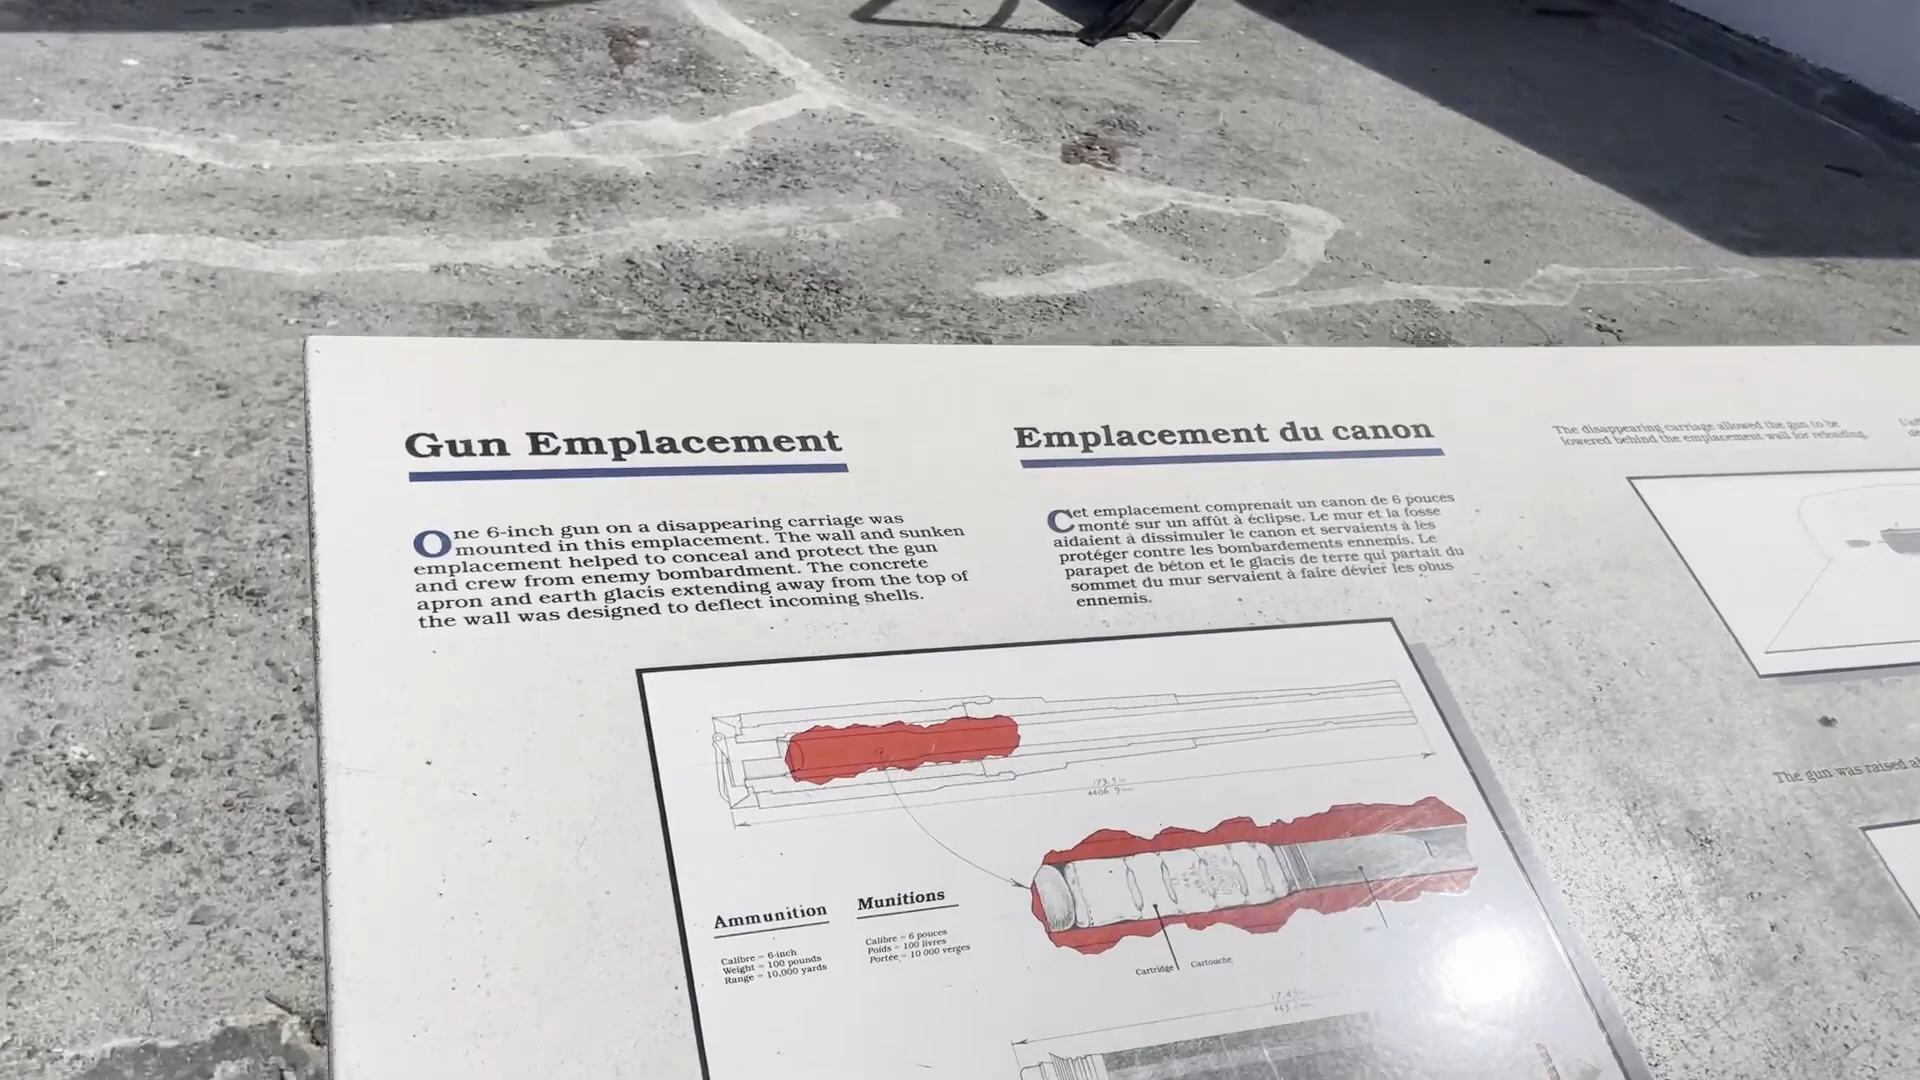 Gun Emplacement
One 6-inch gun on a disappearing carriage was
mounted in this emplacement. The wall and sunken
emplacement helped to conceal and protect the gun
and crew from enemy bombardment. The concrete
apron and earth glacis extending away from the top of
the wall was designed to deflect incoming shells.
Emplacement du canon
Cet emplacement comprenait un canon de 6 pouces
monté sur un affût à éclipse. Le mur et la fosse
aidaient à dissimuler le canon et servaients à les
protéger contre les bombardements ennemis. Le
parapet de béton et le glacis de terre qui partait du
sommet du mur servaient à faire dévier les obus
ennemis.
The disappearing carriage allowed the gun to be
lowered behind the emplacement wall for reloading.
The gun was raised
Ammunition
Calibre = 6-inch
Weight = 100 pounds
Range = 10,000 yards
Munitions
Calibre = 6 pouces
Poids = 100 livres
Portée = 10 000 verges
Cartridge
Cartouche